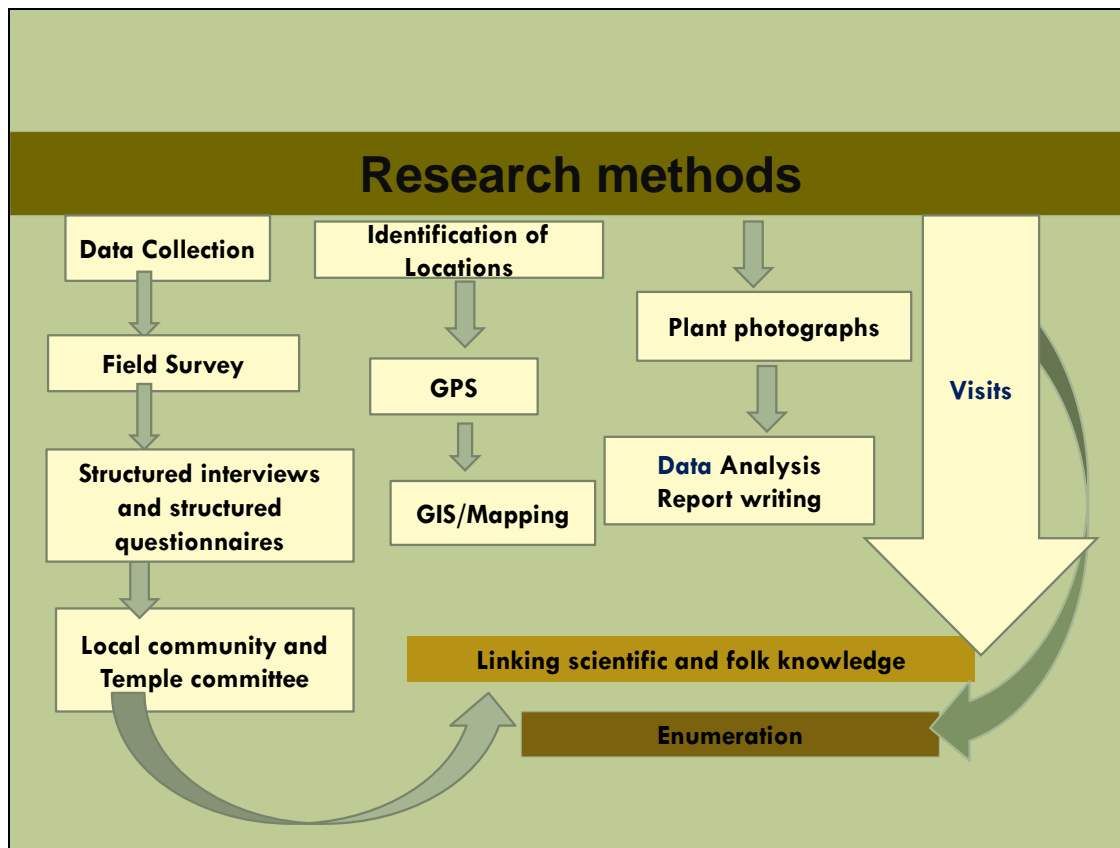 Research methods
Data Collection
Field Survey
Structured interviews
and structured
questionnaires
Local community and
Temple committee
Identification of
Locations
GPS
GIS/Mapping
Plant photographs
Data Analysis
Report writing
Visits
Linking scientific and folk knowledge
Enumeration